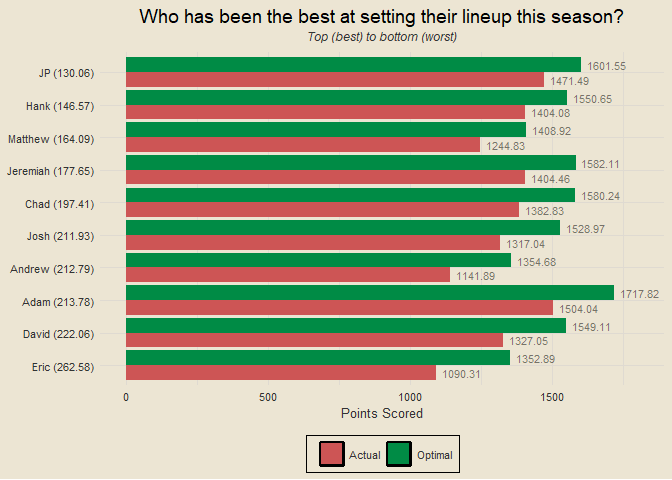 Who has been the best at setting their lineup this season?
Top (best) to bottom (worst)
JP (130.06)
1601.55
1471.49
Hank (146.57)
1550.65
1404.08
Matthew (164.09)
1408.92
1244.83
Jeremiah (177.65)
1582.11
1404.46
Chad (197.41)
1580.24
1382.83
Josh (211.93)
1528.97
1317.04
Andrew (212.79)
1354.68
1141.89
Adam (213.78)
1717.82
1504.04
David (222.06)
1549.11
1327.05
Eric (262.58)
1352.89
1090.31
0 500 1000 1500
Points Scored
Actual Optimal